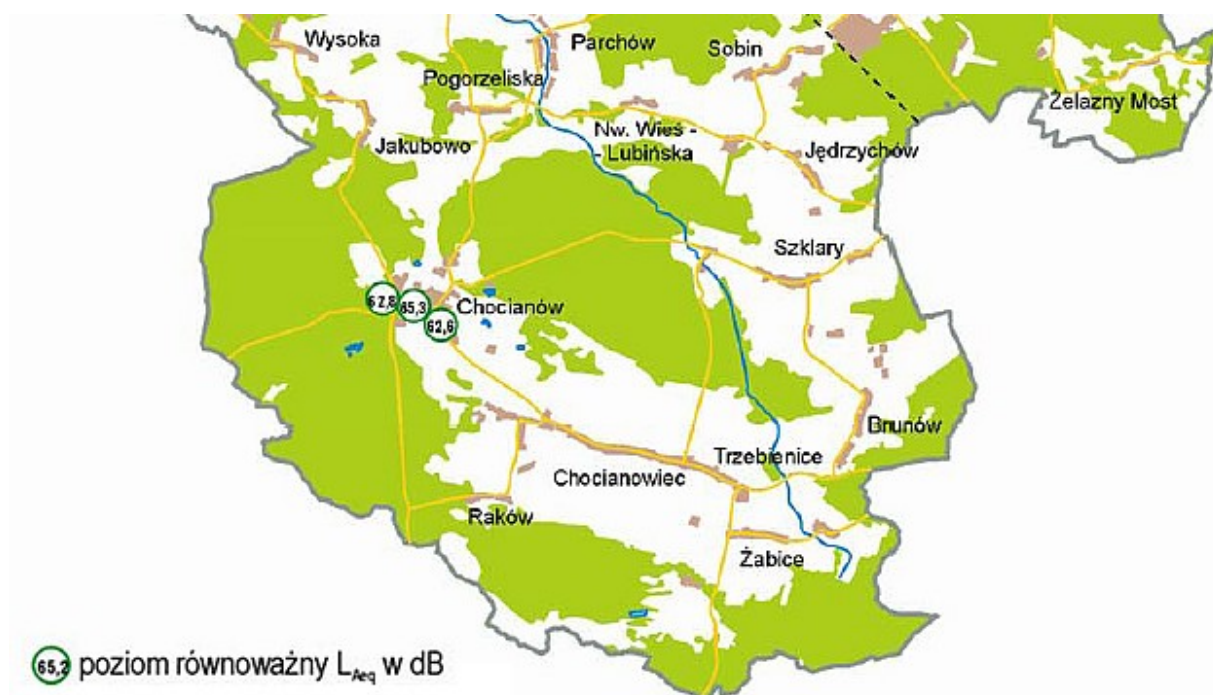 Wysoka
Parchów
Sobin
Pogorzeliska
Żelazny Most
Nw. Wieś -
- Lubińska
Jakubowo
Jędrzychów
Szklary
62,8
65,3
Chocianów
62,6
Brunów
Trzebienice
Chocianowiec
Raków
Żabice
65,2 poziom równoważny LAeq w dB